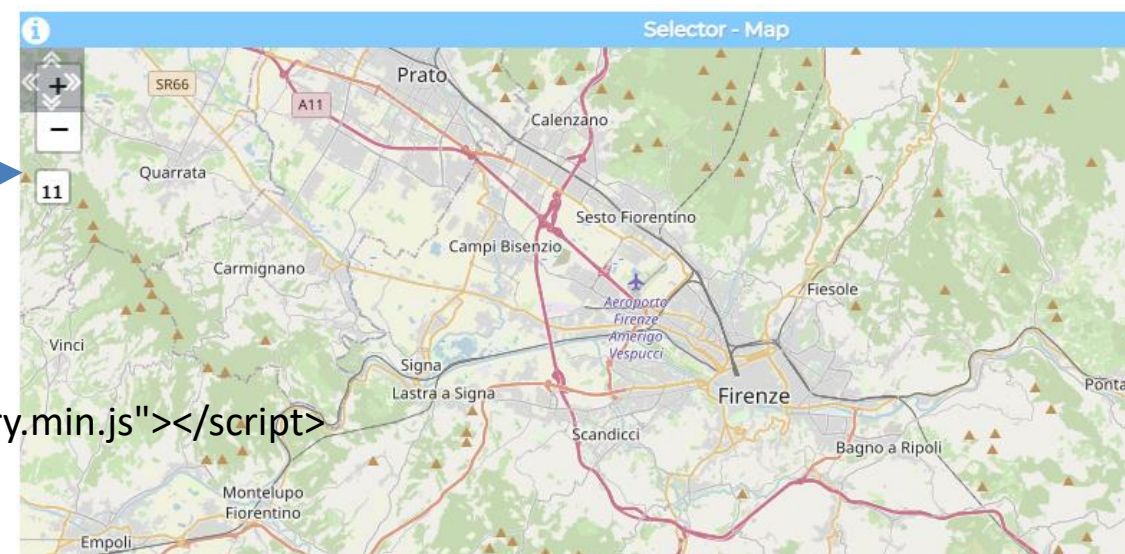 Selector - Map
+
−
11
SR66
A11
Prato
Calenzano
Quarrata
Sesto Fiorentino
Campi Bisenzio
Carmignano
Fiesole
Aeroporto
Firenze
Amerigo
Vespucci
Vinci
Signa
Lastra a Signa
Firenze
ry.min.js"></script>
Scandicci
Bagno a Ripoli
Montelupo
Fiorentino
Empoli